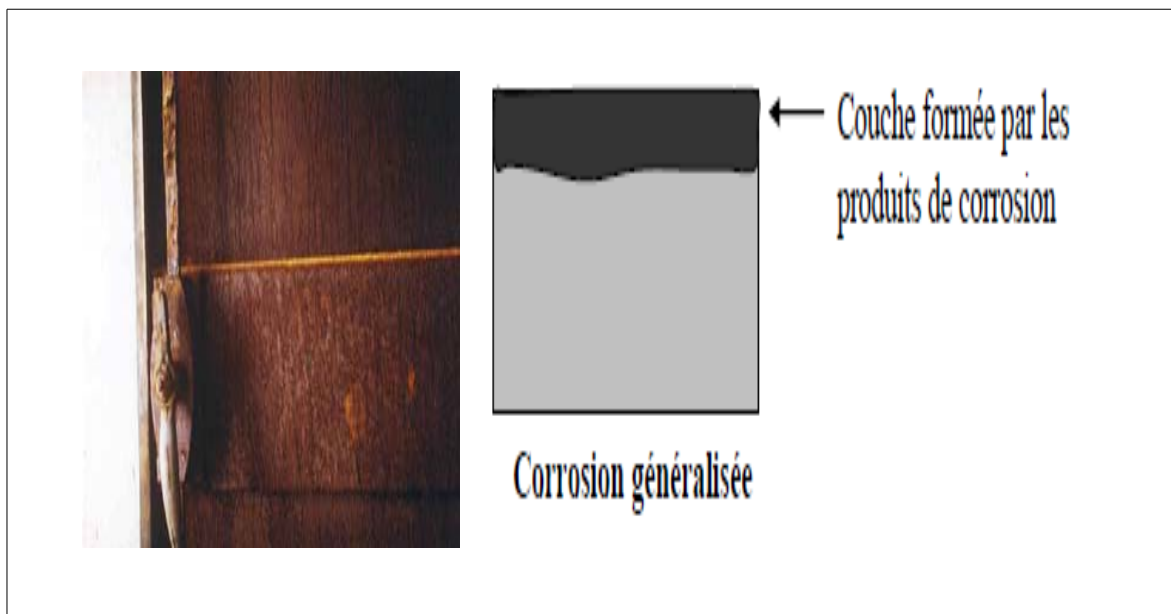 Couche formée par les
produits de corrosion
Corrosion généralisée